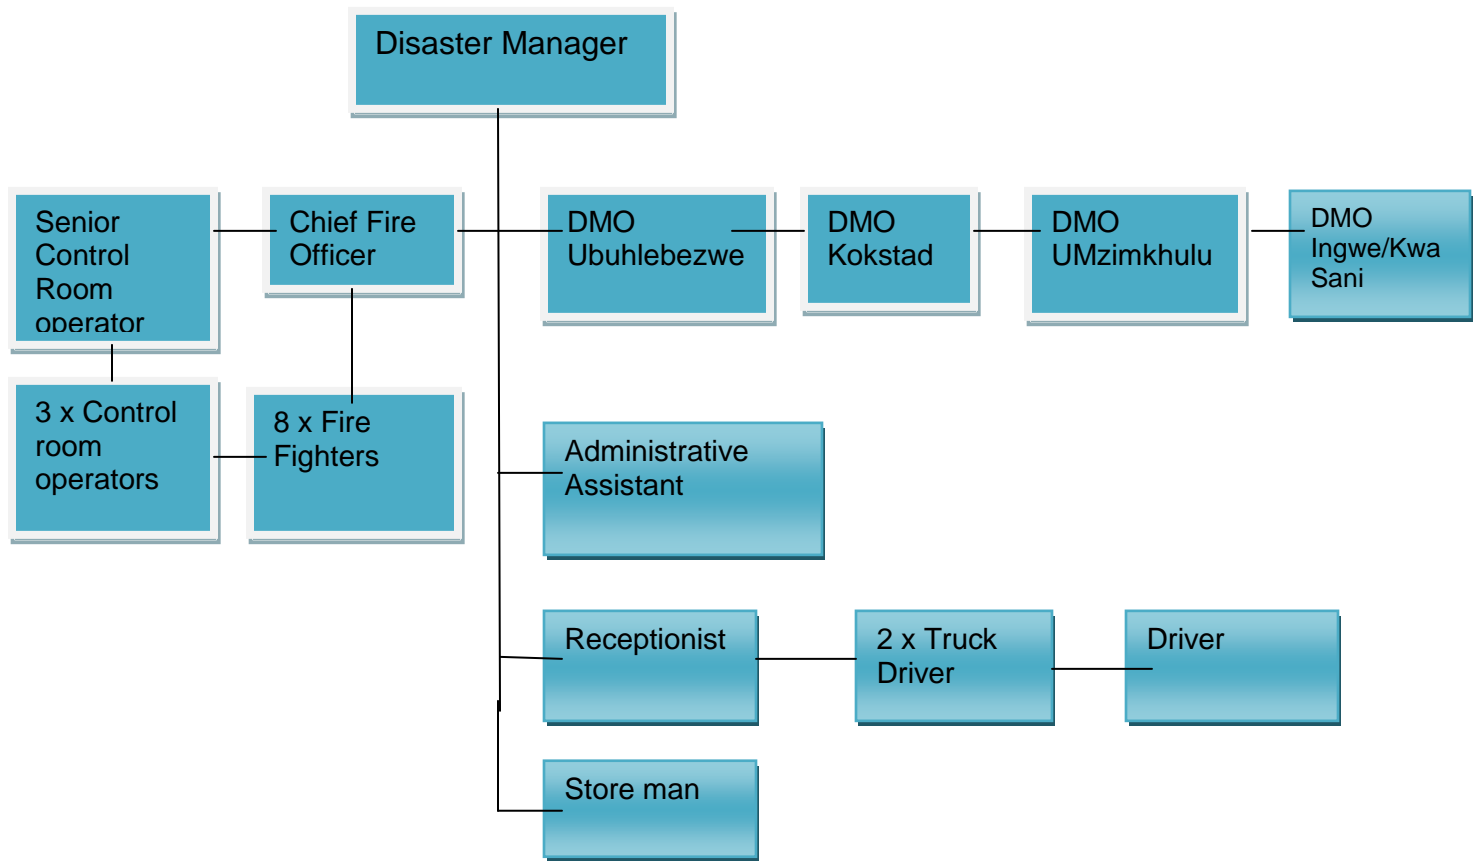 Disaster Manager
Senior
Control
Room
operator
Chief Fire
Officer
DMO
Ubuhlebezwe
DMO
Kokstad
DMO
UMzimkhulu
DMO
Ingwe/Kwa
Sani
3 x Control
room
operators
8 x Fire
Fighters
Administrative
Assistant
Receptionist
2 x Truck
Driver
Driver
Store man